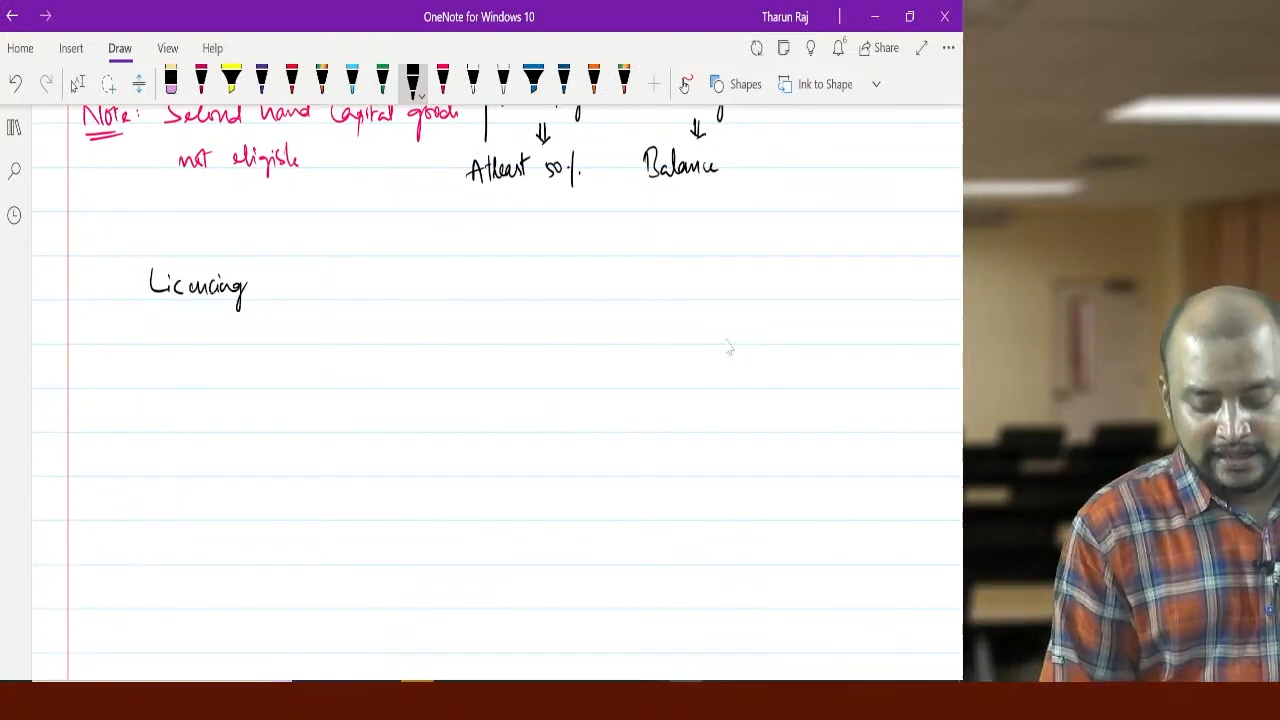 OneNote for Windows 10
Tharun Raj
Home Insert Draw View Help
6 Share
Shapes Ink to Shape
Note: Second hand Capital goods
not eligible
Atleast 50%. Balance
Licencing